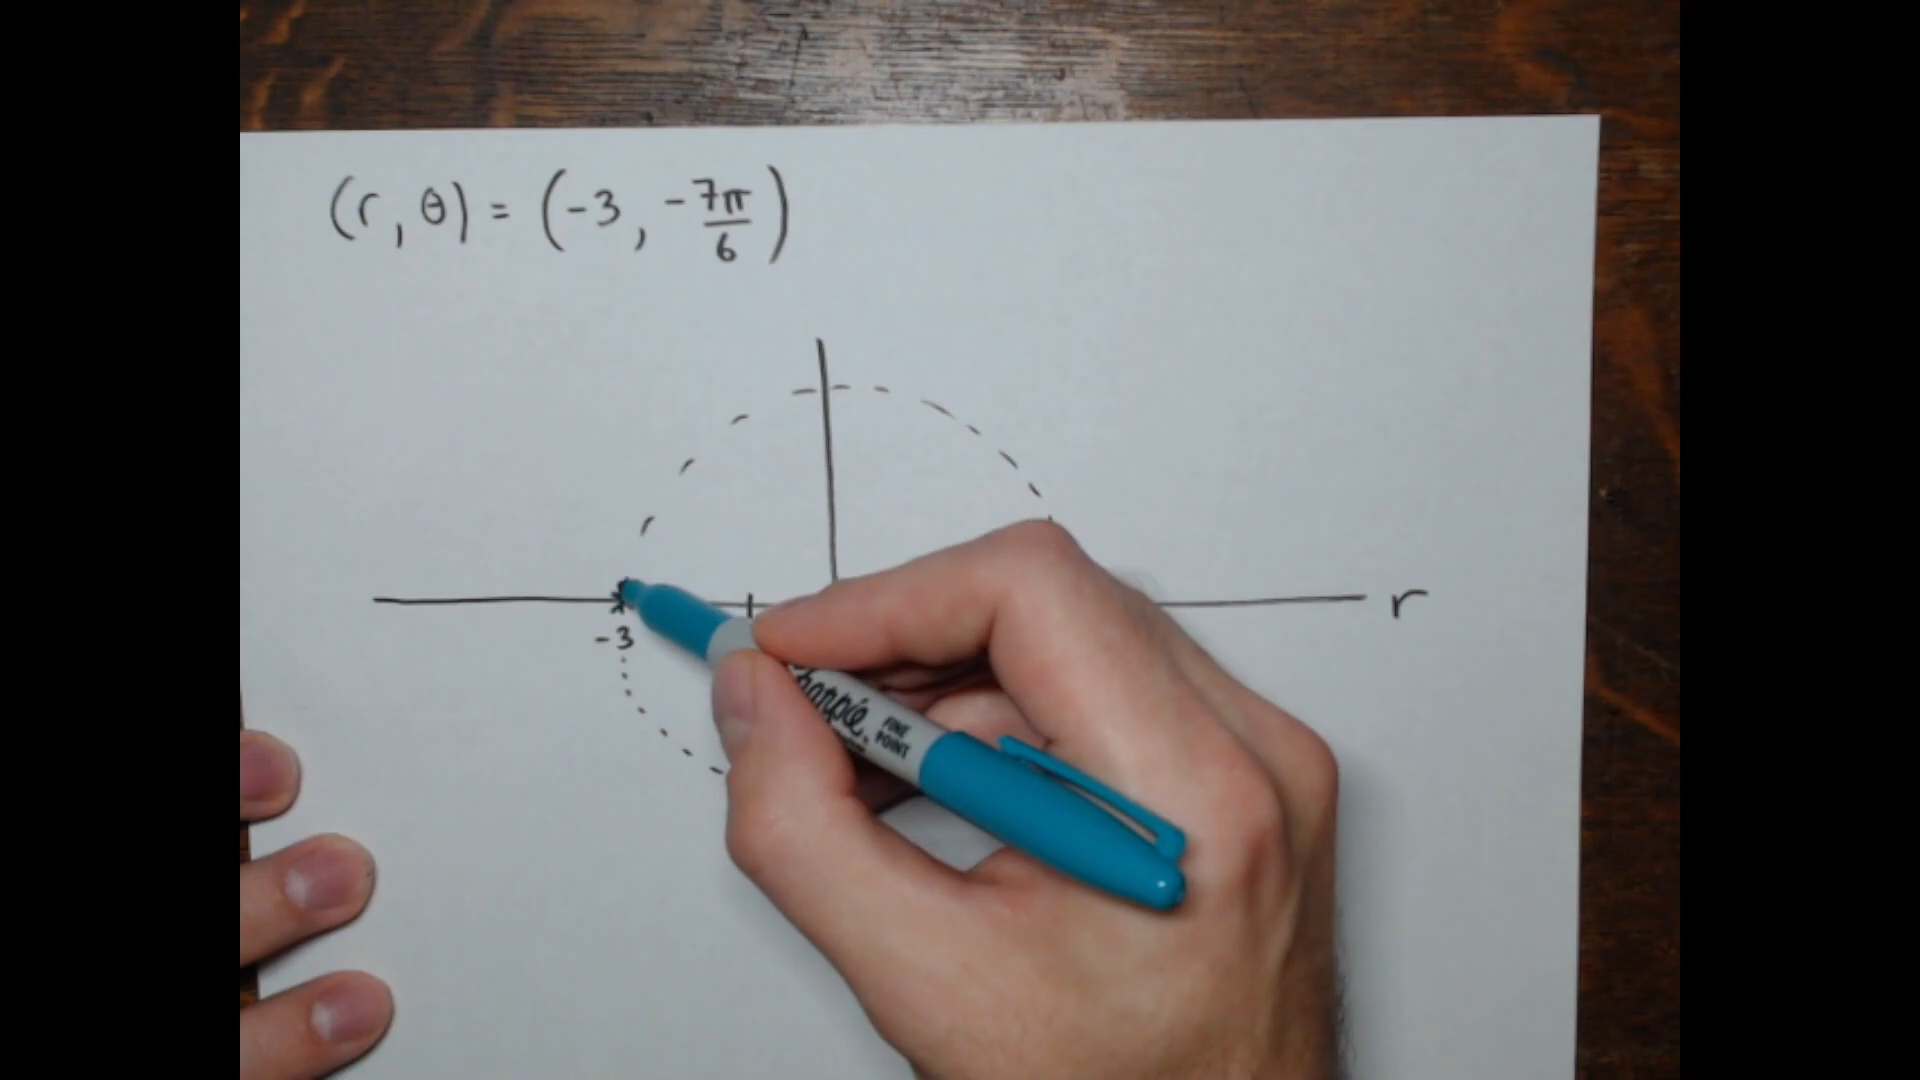 (r, θ) = (-3, -7π/6)
r
-3
Sharpie.
FINE
POINT